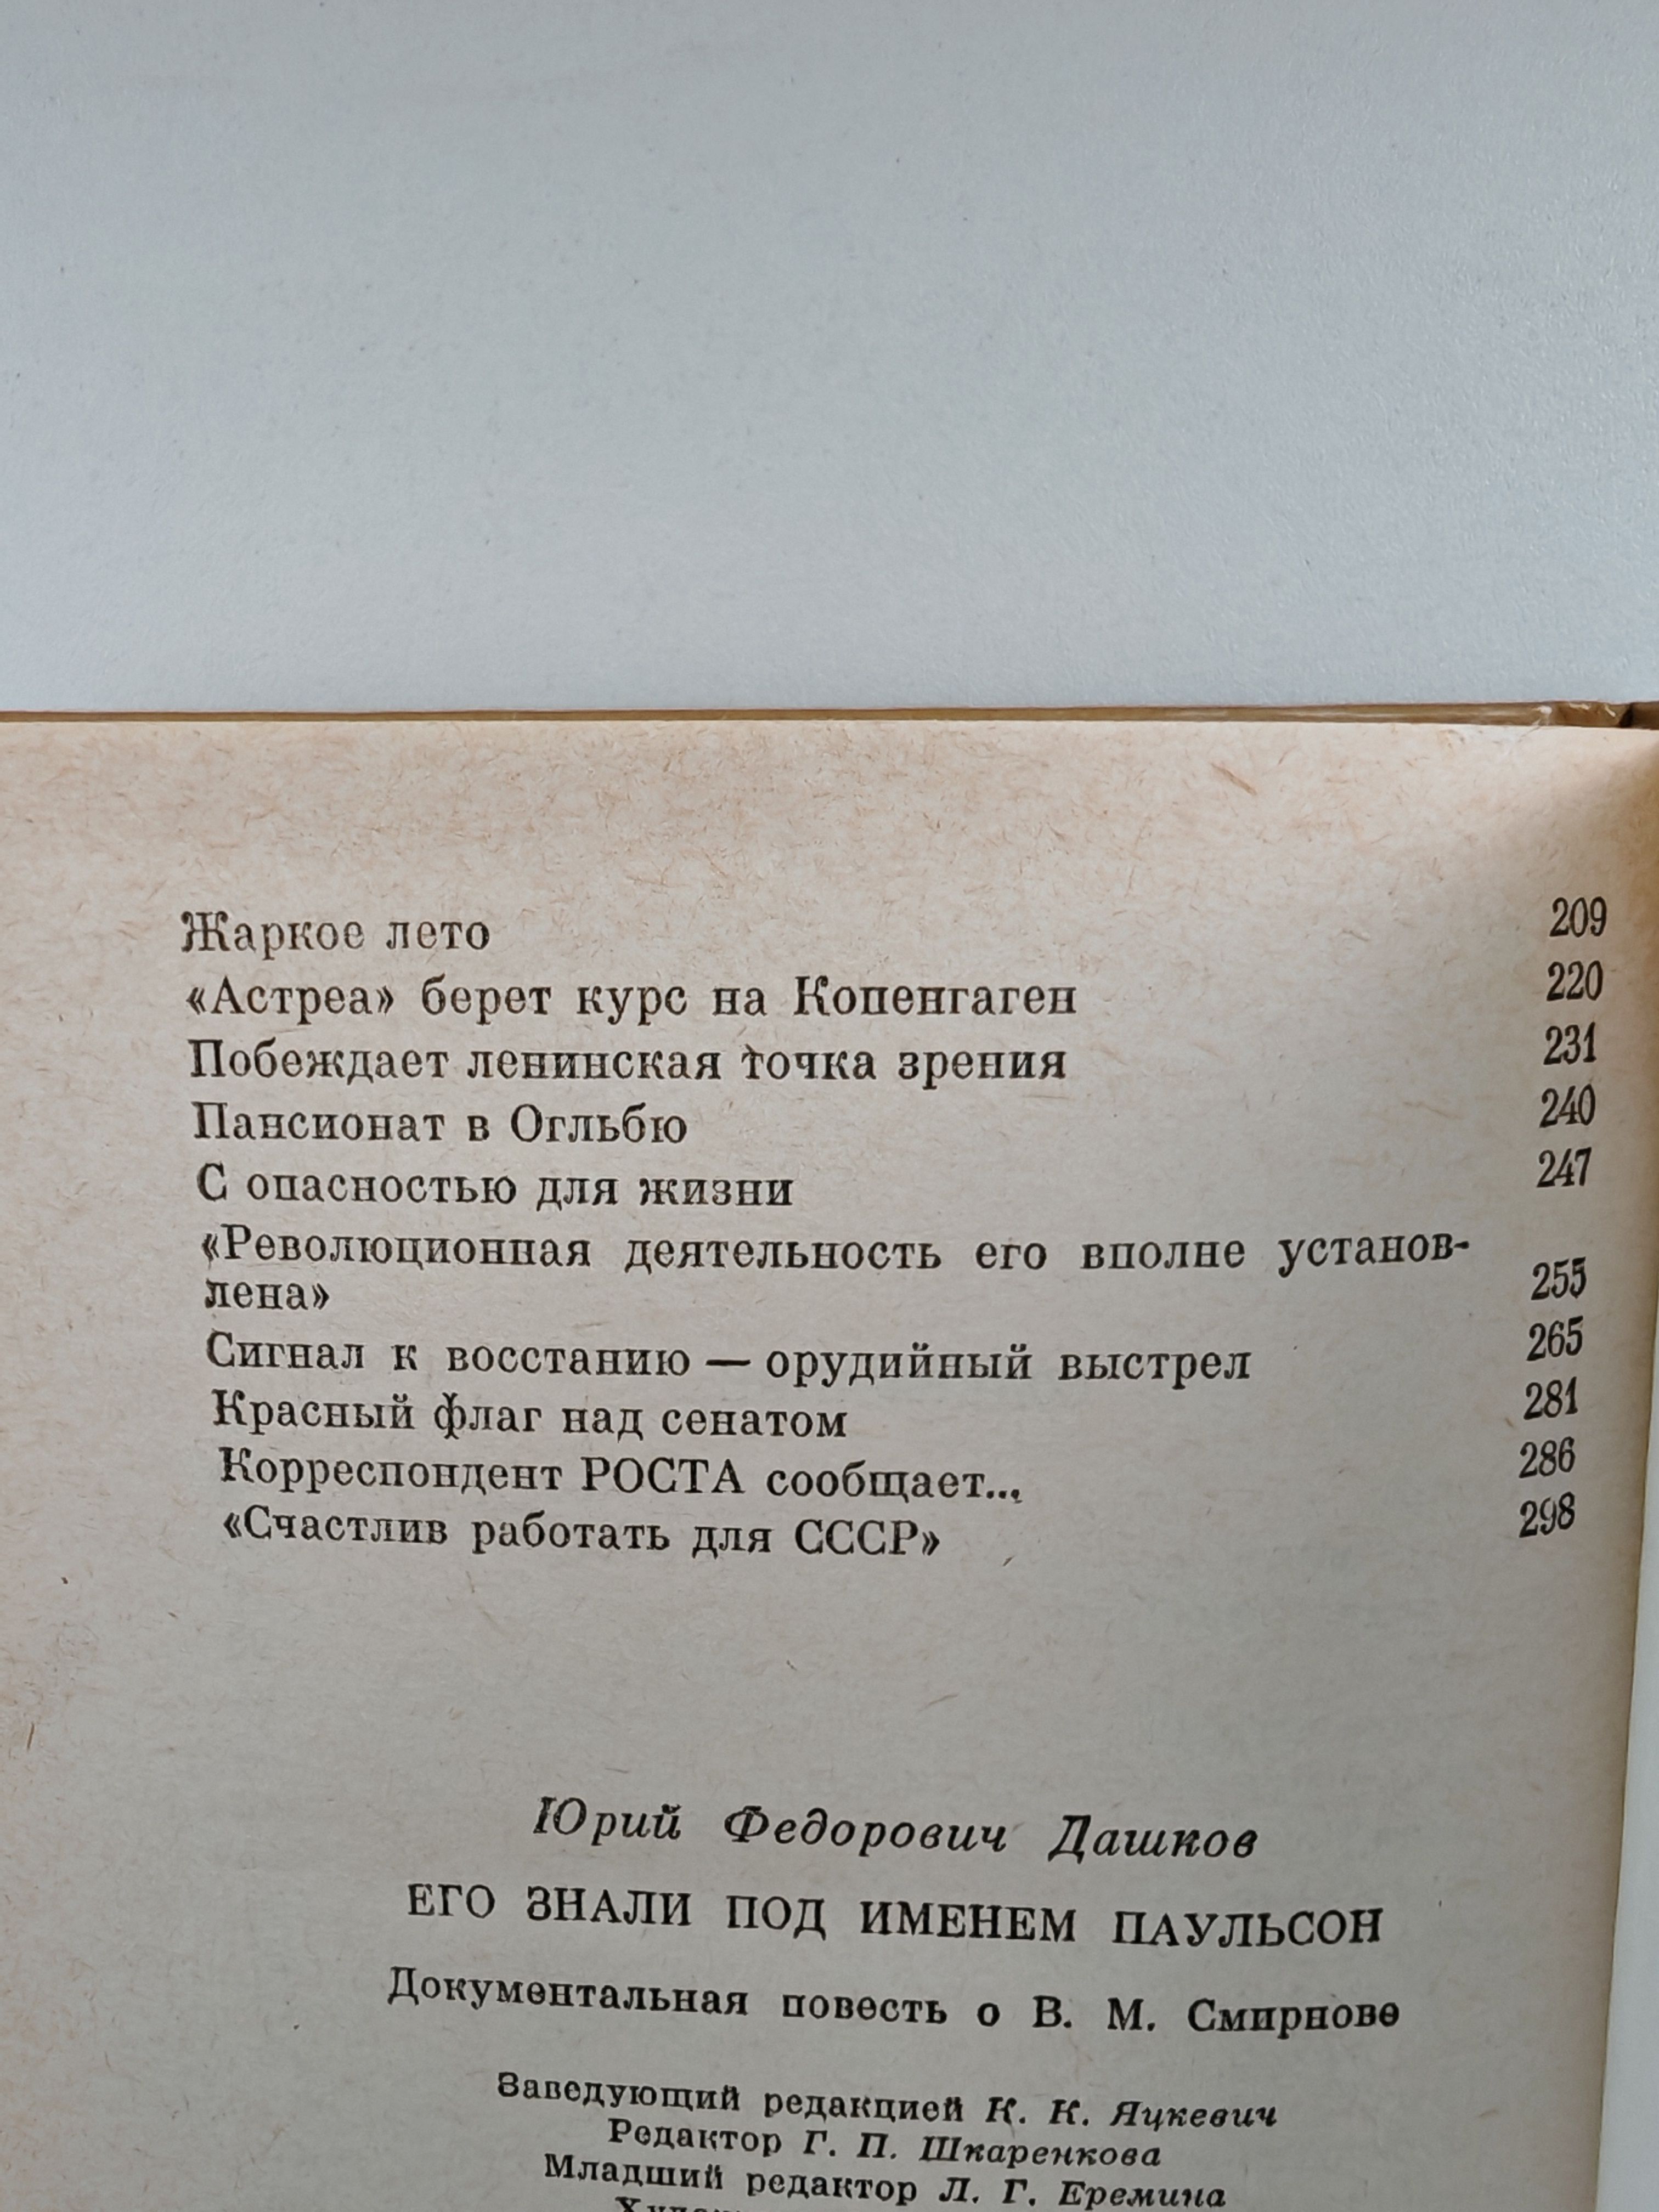 Жаркое лето 209
«Астреа» берет курс на Копенгаген 220
Побеждает ленинская точка зрения 231
Пансионат в Огльбю 240
С опасностью для жизни 247
«Революционная деятельность его вполне установ-
лена» 255
Сигнал к восстанию — орудийный выстрел 265
Красный флаг над сенатом 281
Корреспондент РОСТА сообщает... 286
«Счастлив работать для СССР» 298
Юрий Федорович Дашков
ЕГО ЗНАЛИ ПОД ИМЕНЕМ ПАУЛЬСОН
Документальная повесть о В. М. Смирнове
Заведующий редакцией К. К. Яцкевич
Редактор Г. П. Шкаренкова
Младший редактор Л. Г. Еремина